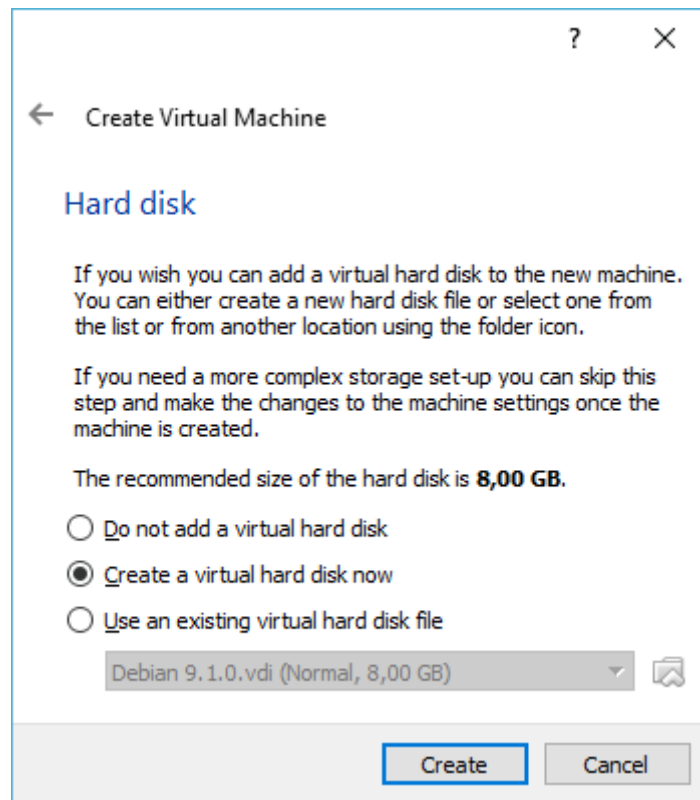 ?
Create Virtual Machine
Hard disk
If you wish you can add a virtual hard disk to the new machine.
You can either create a new hard disk file or select one from
the list or from another location using the folder icon.
If you need a more complex storage set-up you can skip this
step and make the changes to the machine settings once the
machine is created.
The recommended size of the hard disk is 8,00 GB.
Do not add a virtual hard disk
Create a virtual hard disk now
Use an existing virtual hard disk file
Debian 9.1.0.vdi (Normal, 8,00 GB)
Create Cancel